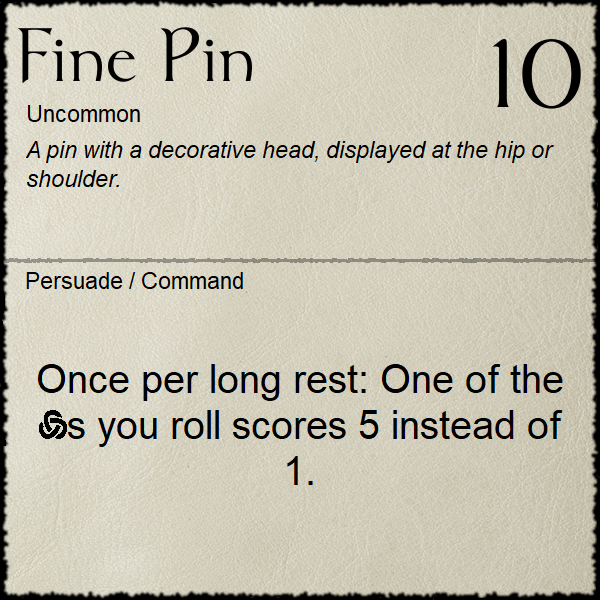 Fine Pin
10
Uncommon
A pin with a decorative head, displayed at the hip or
shoulder.
Persuade / Command
Once per long rest: One of the
s you roll scores 5 instead of
1.